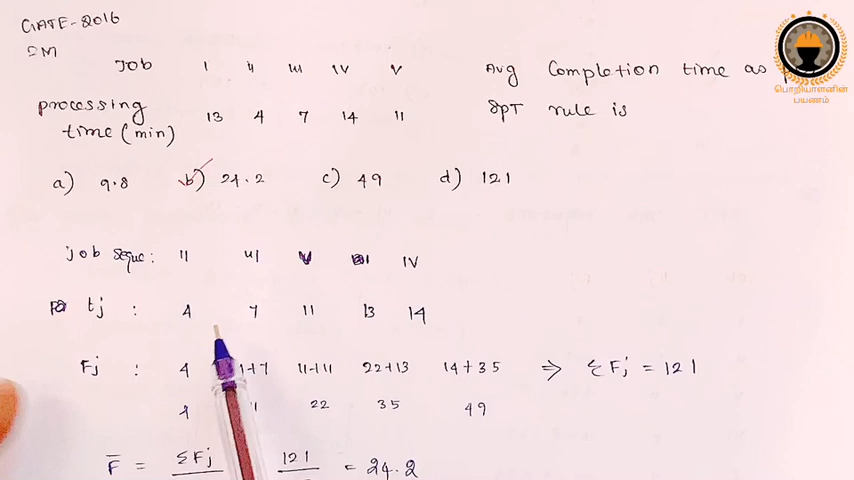 GATE-2016
Job I II III IV V
processing time (min) 13 4 7 14 11
Avg Completion time as
SPT rule is
a) 9.8 b) 24.2 c) 49 d) 121
job seque: II III V I IV
tj : 4 7 11 13 14
Fj : 4 +7 11+11 22+13 14+35 => ΣFj = 121
4 22 35 49
F̄ = ΣFj 121 = 24.2
பொறியாளனின்
பயணம்